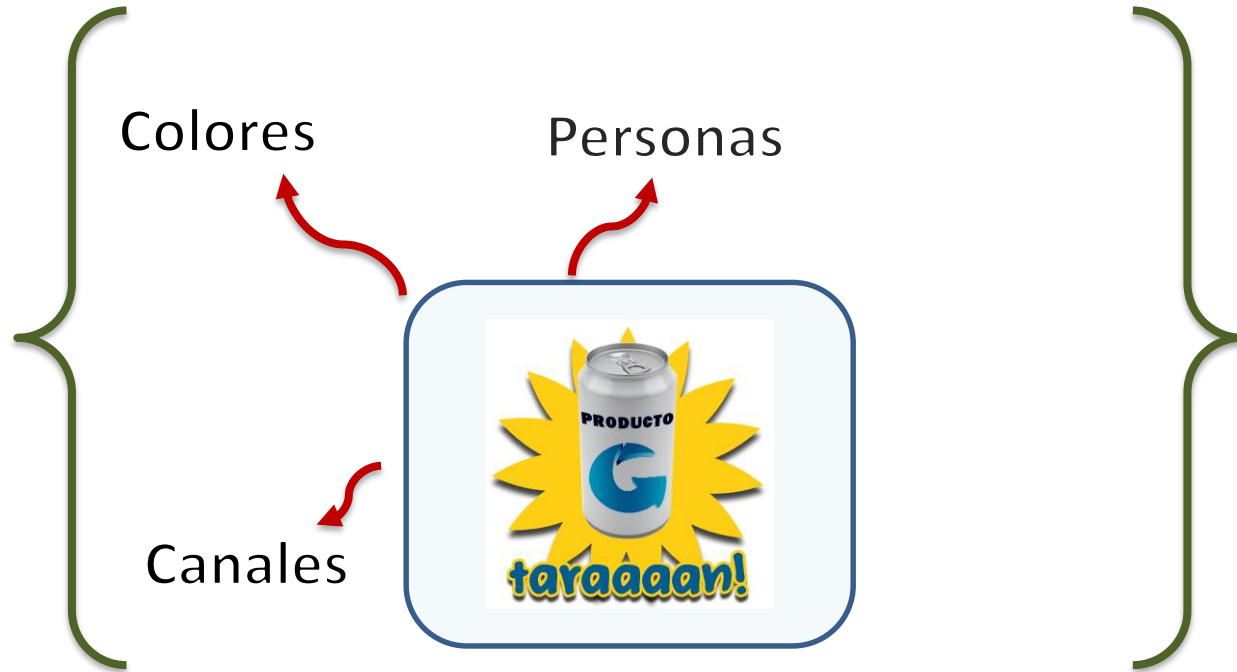 Colores
Personas
PRODUCTO
G
taraaaan!
Canales